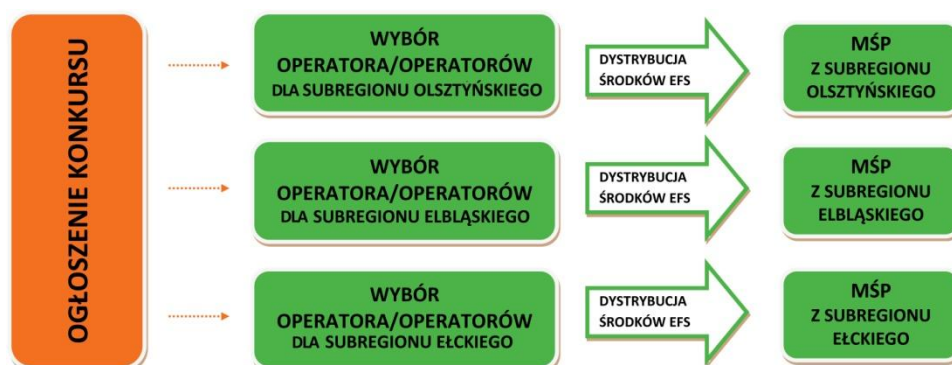 OGŁOSZENIE KONKURSU
WYBÓR
OPERATORA/OPERATORÓW
DLA SUBREGIONU OLSZTYŃSKIEGO
DYSTRYBUCJA
ŚRODKÓW EFS
MŚP
Z SUBREGIONU
OLSZTYŃSKIEGO
WYBÓR
OPERATORA/OPERATORÓW
DLA SUBREGIONU ELBLĄSKIEGO
DYSTRYBUCJA
ŚRODKÓW EFS
MŚP
Z SUBREGIONU
ELBLĄSKIEGO
WYBÓR
OPERATORA/OPERATORÓW
DLA SUBREGIONU EŁCKIEGO
DYSTRYBUCJA
ŚRODKÓW EFS
MŚP
Z SUBREGIONU
EŁCKIEGO